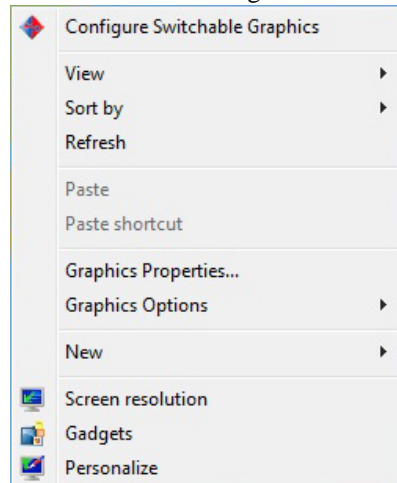 Configure Switchable Graphics
View
Sort by
Refresh
Paste
Paste shortcut
Graphics Properties...
Graphics Options
New
Screen resolution
Gadgets
Personalize